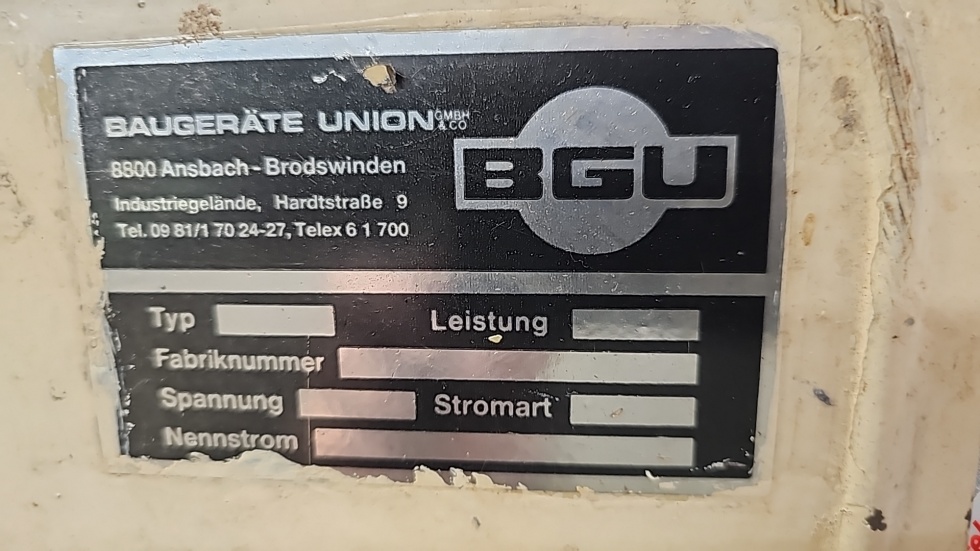 BAUGERÄTE UNION GMBH & CO
8800 Ansbach-Brodswinden
Industriegelände, Hardtstraße 9
Tel. 09 81/1 70 24-27, Telex 6 1 700
BGU
Typ Leistung
Fabriknummer
Spannung Stromart
Nennstrom